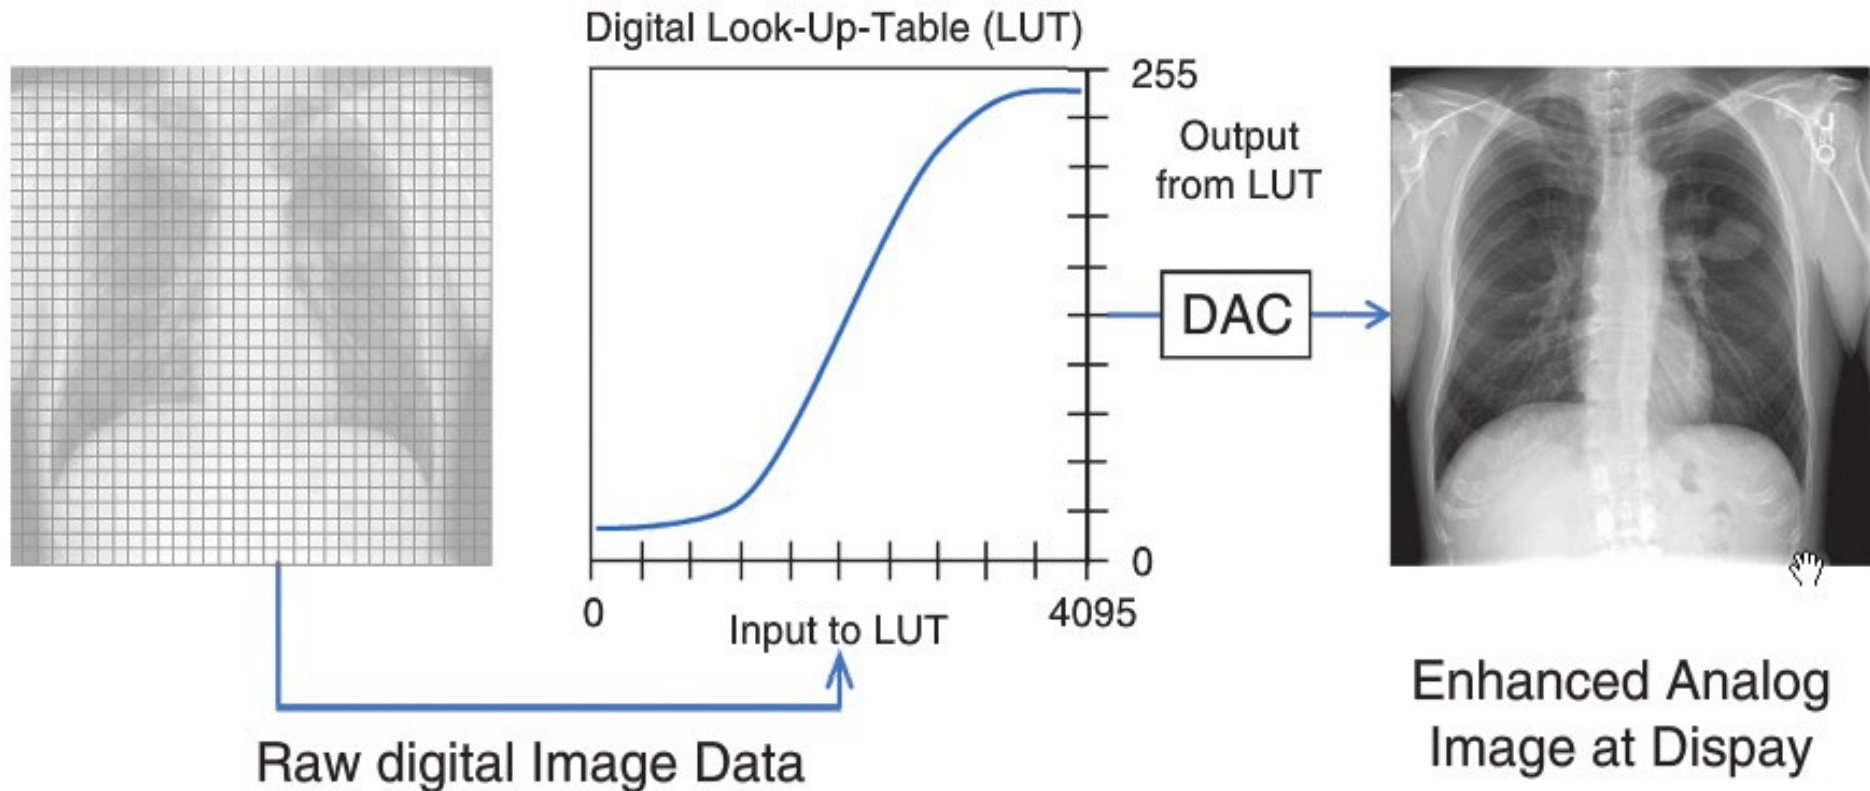 Digital Look-Up-Table (LUT)
255
Output
from LUT
DAC
0
0
4095
Input to LUT
Raw digital Image Data
Enhanced Analog
Image at Dispay